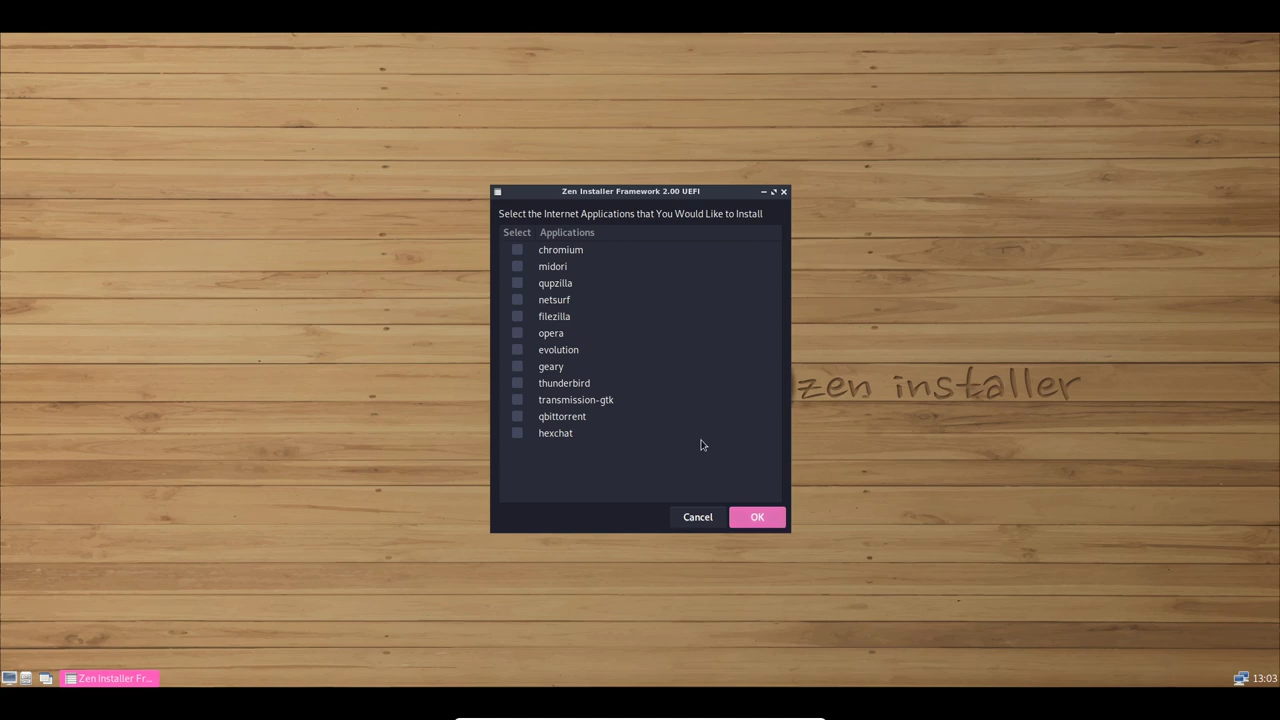 Zen Installer Framework 2.00 UEFI
Select the Internet Applications that You Would Like to Install
Select Applications
chromium
midori
qupzilla
netsurf
filezilla
opera
evolution
geary
thunderbird
transmission-gtk
qbittorrent
hexchat
zen installer
Cancel OK
Zen Installer Fr... 13:03